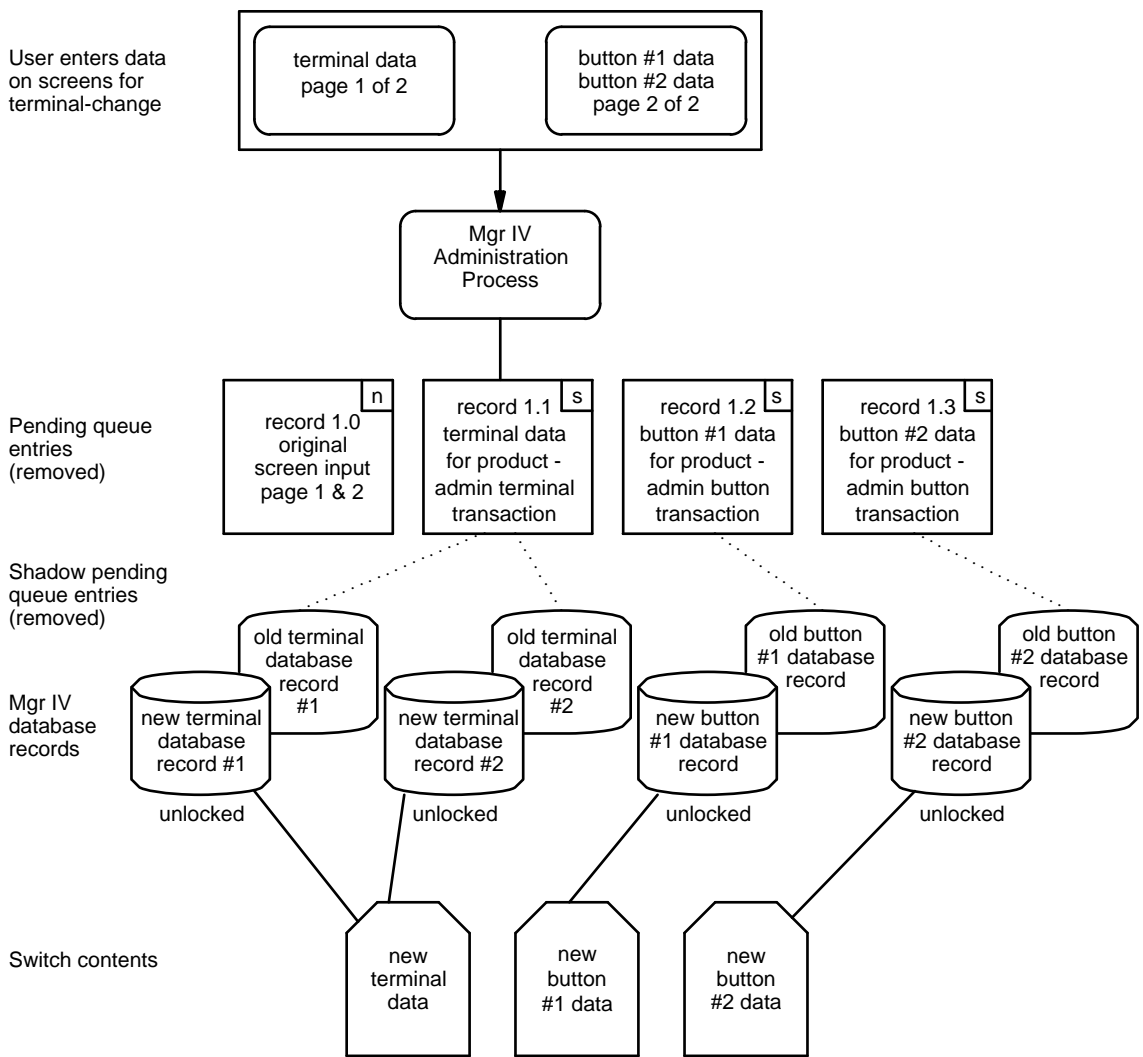 User enters data
on screens for
terminal-change
terminal data
page 1 of 2
button #1 data
button #2 data
page 2 of 2
Mgr IV
Administration
Process
Pending queue
entries
(removed)
n
record 1.0
original
screen input
page 1 & 2
s
record 1.1
terminal data
for product -
admin terminal
transaction
s
record 1.2
button #1 data
for product -
admin button
transaction
s
record 1.3
button #2 data
for product -
admin button
transaction
Shadow pending
queue entries
(removed)
old terminal
database
record
#1
old terminal
database
record
#2
old button
#1 database
record
old button
#2 database
record
Mgr IV
database
records
new terminal
database
record #1
unlocked
new terminal
database
record #2
unlocked
new button
#1 database
record
unlocked
new button
#2 database
record
unlocked
Switch contents
new
terminal
data
new
button
#1 data
new
button
#2 data